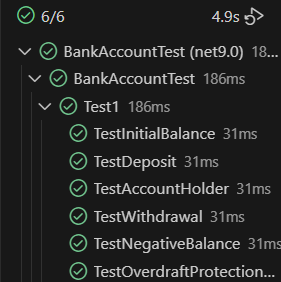 6/6 4.9s
BankAccountTest (net9.0) 18...
BankAccountTest 186ms
Test1 186ms
TestInitialBalance 31ms
TestDeposit 31ms
TestAccountHolder 31ms
TestWithdrawal 31ms
TestNegativeBalance 31ms
TestOverdraftProtection...